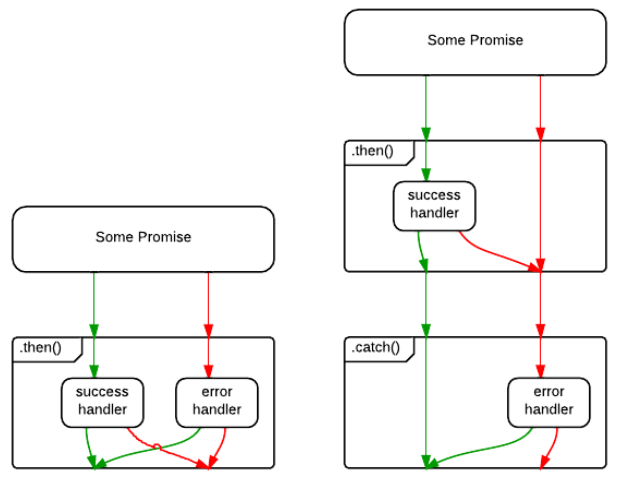 Some Promise
.then()
success
handler
error
handler
Some Promise
.then()
success
handler
.catch()
error
handler